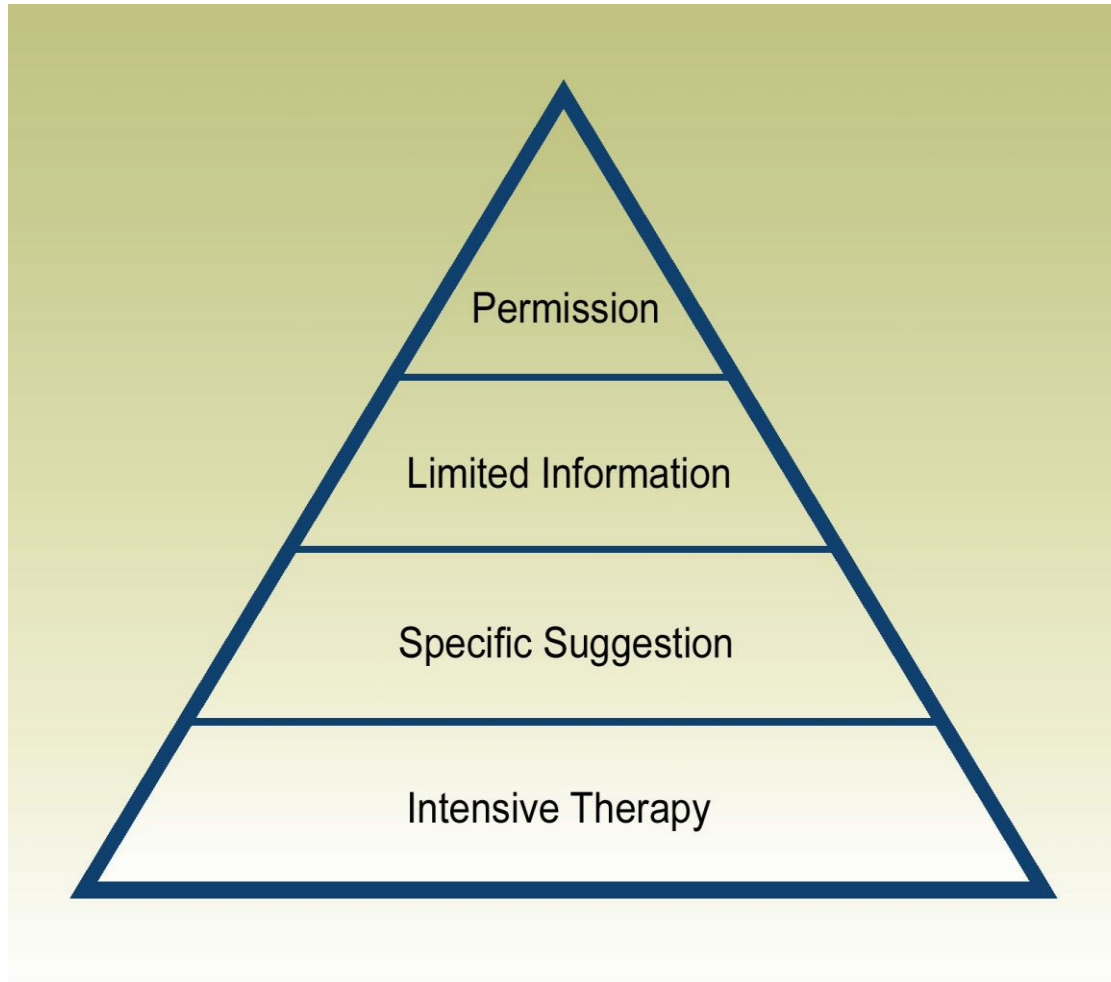 Permission
Limited Information
Specific Suggestion
Intensive Therapy